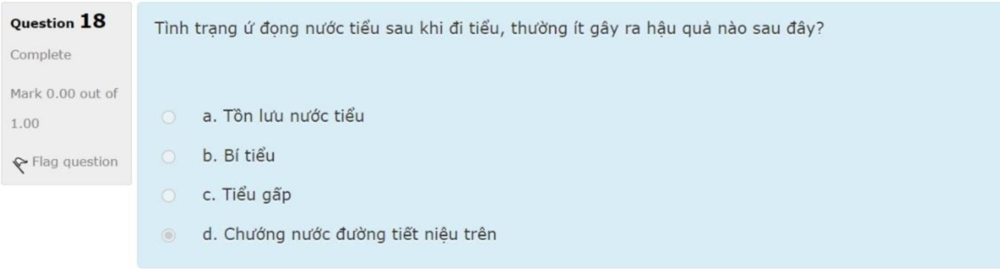 Question 18
Complete
Mark 0.00 out of
1.00
Flag question
Tình trạng ứ đọng nước tiểu sau khi đi tiểu, thường ít gây ra hậu quả nào sau đây?
a. Tồn lưu nước tiểu
b. Bí tiểu
c. Tiểu gấp
d. Chướng nước đường tiết niệu trên